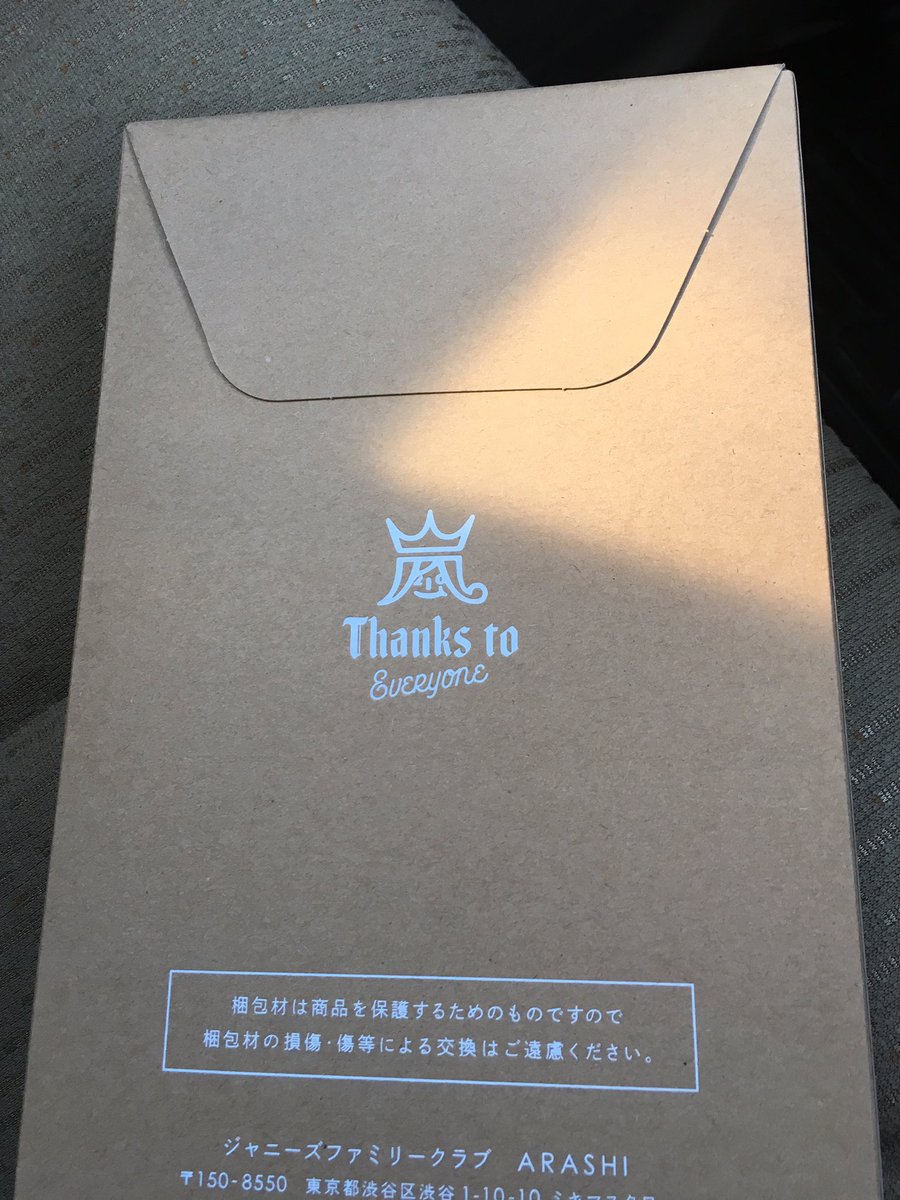 嵐
Thanks to
Everyone
梱包材は商品を保護するためのものですので
梱包材の損傷・傷等による交換はご遠慮ください。
ジャニーズファミリークラブ ARASHI
〒150-8550 東京都渋谷区渋谷1-10-10